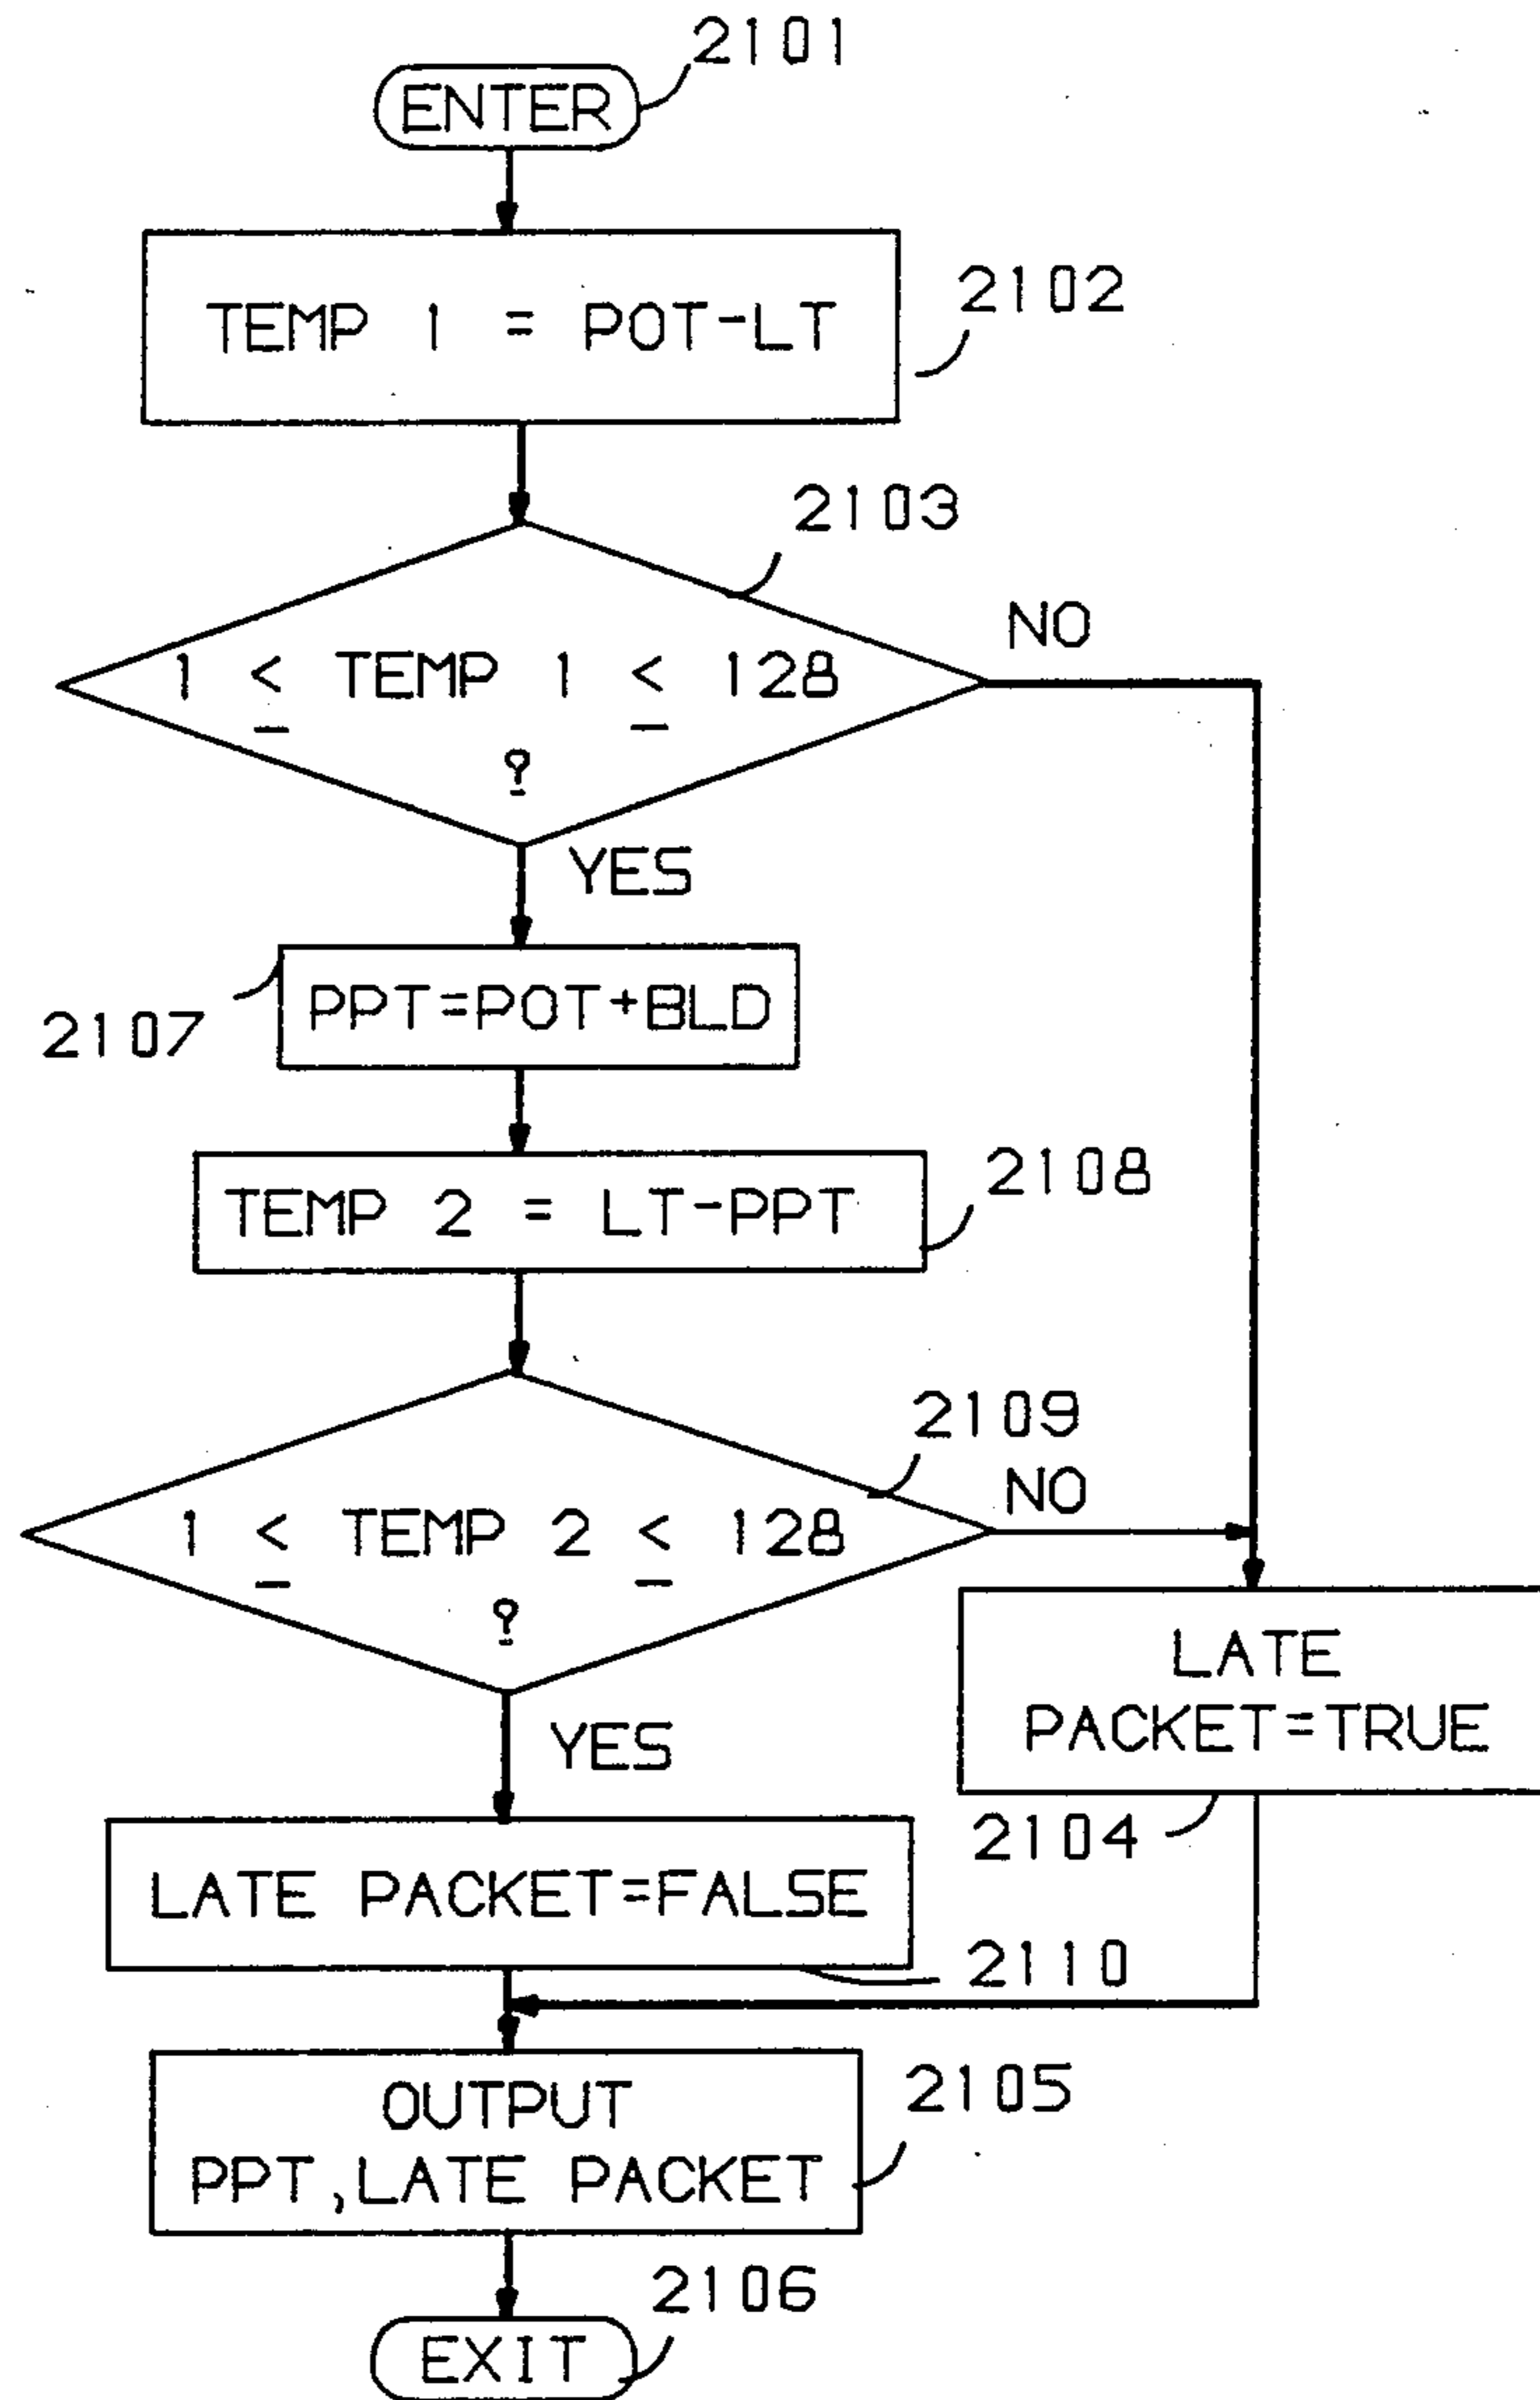 2101
ENTER
2102
TEMP 1 = POT-LT
2103
NO
1 ≤ TEMP 1 ≤ 128
?
YES
PPT=POT+BLD
2107
2108
TEMP 2 = LT-PPT
2109
NO
1 ≤ TEMP 2 ≤ 128
?
YES
LATE
PACKET=TRUE
2104
LATE PACKET=FALSE
2110
OUTPUT
2105
PPT,LATE PACKET
2106
EXIT